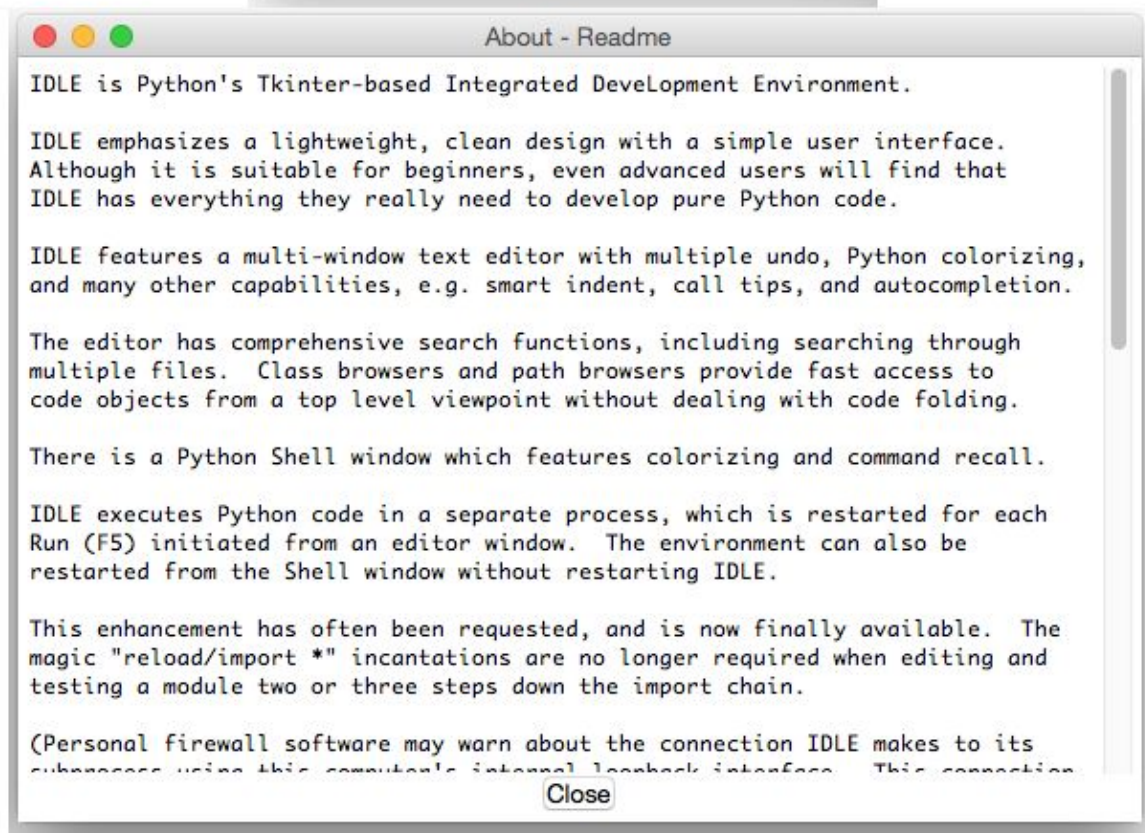 About - Readme
IDLE is Python's Tkinter-based Integrated DeveLopment Environment.
IDLE emphasizes a lightweight, clean design with a simple user interface.
Although it is suitable for beginners, even advanced users will find that
IDLE has everything they really need to develop pure Python code.
IDLE features a multi-window text editor with multiple undo, Python colorizing,
and many other capabilities, e.g. smart indent, call tips, and autocompletion.
The editor has comprehensive search functions, including searching through
multiple files.  Class browsers and path browsers provide fast access to
code objects from a top level viewpoint without dealing with code folding.
There is a Python Shell window which features colorizing and command recall.
IDLE executes Python code in a separate process, which is restarted for each
Run (F5) initiated from an editor window.  The environment can also be
restarted from the Shell window without restarting IDLE.
This enhancement has often been requested, and is now finally available.  The
magic "reload/import *" incantations are no longer required when editing and
testing a module two or three steps down the import chain.
(Personal firewall software may warn about the connection IDLE makes to its
subprocess using this computer's internal loopback interface.  This connection
Close